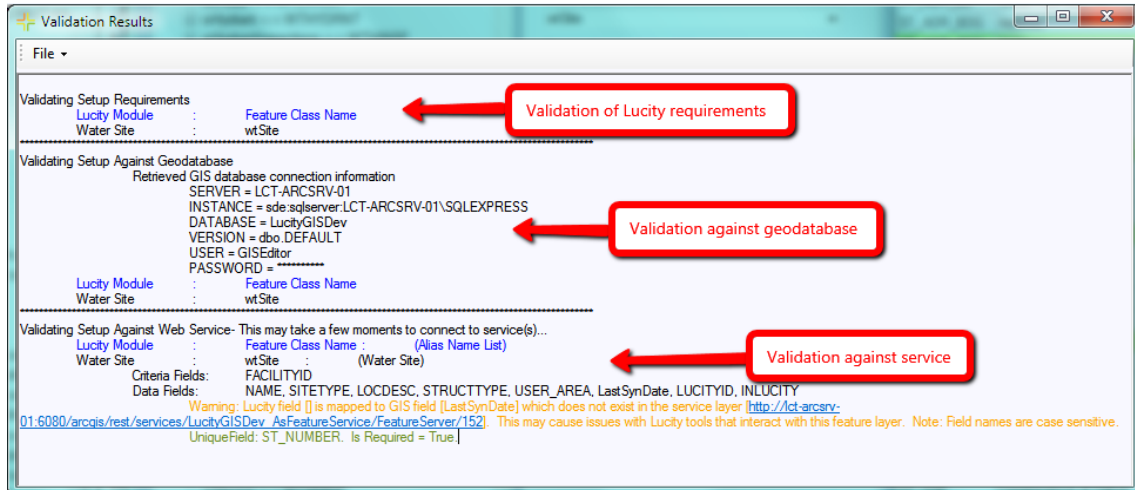 Validation Results
File
Validating Setup Requirements
Lucity Module : Feature Class Name
Water Site : wtSite
Validation of Lucity requirements
************************************************************************************************************************
Validating Setup Against Geodatabase
Retrieved GIS database connection information
SERVER = LCT-ARCSRV-01
INSTANCE = sde:sqlserver:LCT-ARCSRV-01\SQLEXPRESS
DATABASE = LucityGISDev
VERSION = dbo.DEFAULT
USER = GISEditor
PASSWORD = **********
Validation against geodatabase
Lucity Module : Feature Class Name
Water Site : wtSite
************************************************************************************************************************
Validating Setup Against Web Service- This may take a few moments to connect to service(s)...
Lucity Module : Feature Class Name : (Alias Name List)
Water Site : wtSite : (Water Site)
Validation against service
Criteria Fields: FACILITYID
Data Fields: NAME, SITETYPE, LOCDESC, STRUCTTYPE, USER_AREA, LastSynDate, LUCITYID, INLUCITY
Warning: Lucity field [] is mapped to GIS field [LastSynDate] which does not exist in the service layer [http://lct-arcsrv-
01:6080/arcgis/rest/services/LucityGISDev_AsFeatureService/FeatureServer/152]. This may cause issues with Lucity tools that interact with this feature layer. Note: Field names are case sensitive.
UniqueField: ST_NUMBER. Is Required = True.